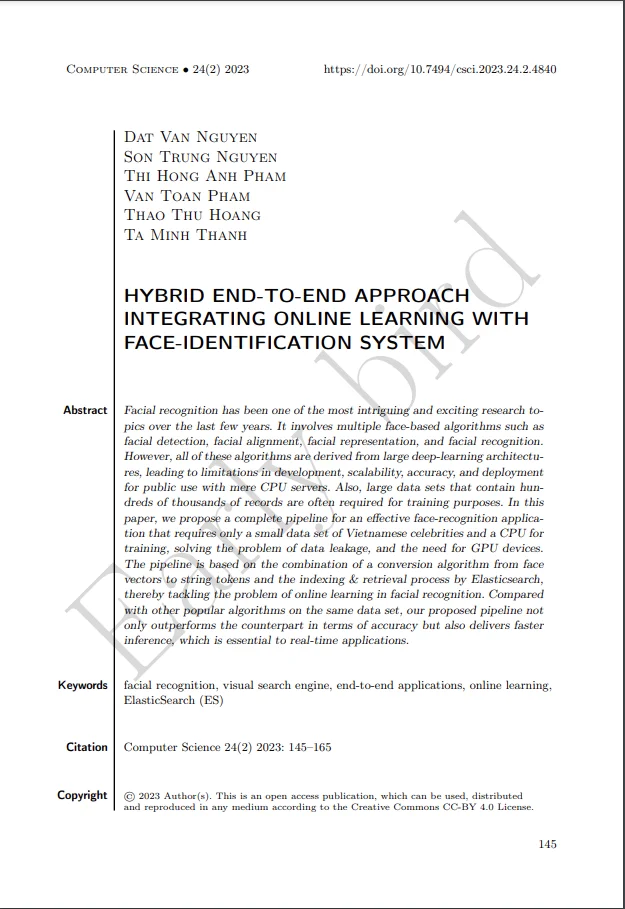 COMPUTER SCIENCE • 24(2) 2023 https://doi.org/10.7494/csci.2023.24.2.4840
DAT VAN NGUYEN
SON TRUNG NGUYEN
THI HONG ANH PHAM
VAN TOAN PHAM
THAO THU HOANG
TA MINH THANH
HYBRID END-TO-END APPROACH
INTEGRATING ONLINE LEARNING WITH
FACE-IDENTIFICATION SYSTEM
Abstract Facial recognition has been one of the most intriguing and exciting research to-
pics over the last few years. It involves multiple face-based algorithms such as
facial detection, facial alignment, facial representation, and facial recognition.
However, all of these algorithms are derived from large deep-learning architectu-
res, leading to limitations in development, scalability, accuracy, and deployment
for public use with mere CPU servers. Also, large data sets that contain hun-
dreds of thousands of records are often required for training purposes. In this
paper, we propose a complete pipeline for an effective face-recognition applica-
tion that requires only a small data set of Vietnamese celebrities and a CPU for
training, solving the problem of data leakage, and the need for GPU devices.
The pipeline is based on the combination of a conversion algorithm from face
vectors to string tokens and the indexing & retrieval process by Elasticsearch,
thereby tackling the problem of online learning in facial recognition. Compared
with other popular algorithms on the same data set, our proposed pipeline not
only outperforms the counterpart in terms of accuracy but also delivers faster
inference, which is essential to real-time applications.
Keywords facial recognition, visual search engine, end-to-end applications, online learning,
ElasticSearch (ES)
Citation Computer Science 24(2) 2023: 145–165
Copyright © 2023 Author(s). This is an open access publication, which can be used, distributed
and reproduced in any medium according to the Creative Commons CC-BY 4.0 License.
145
Early bird